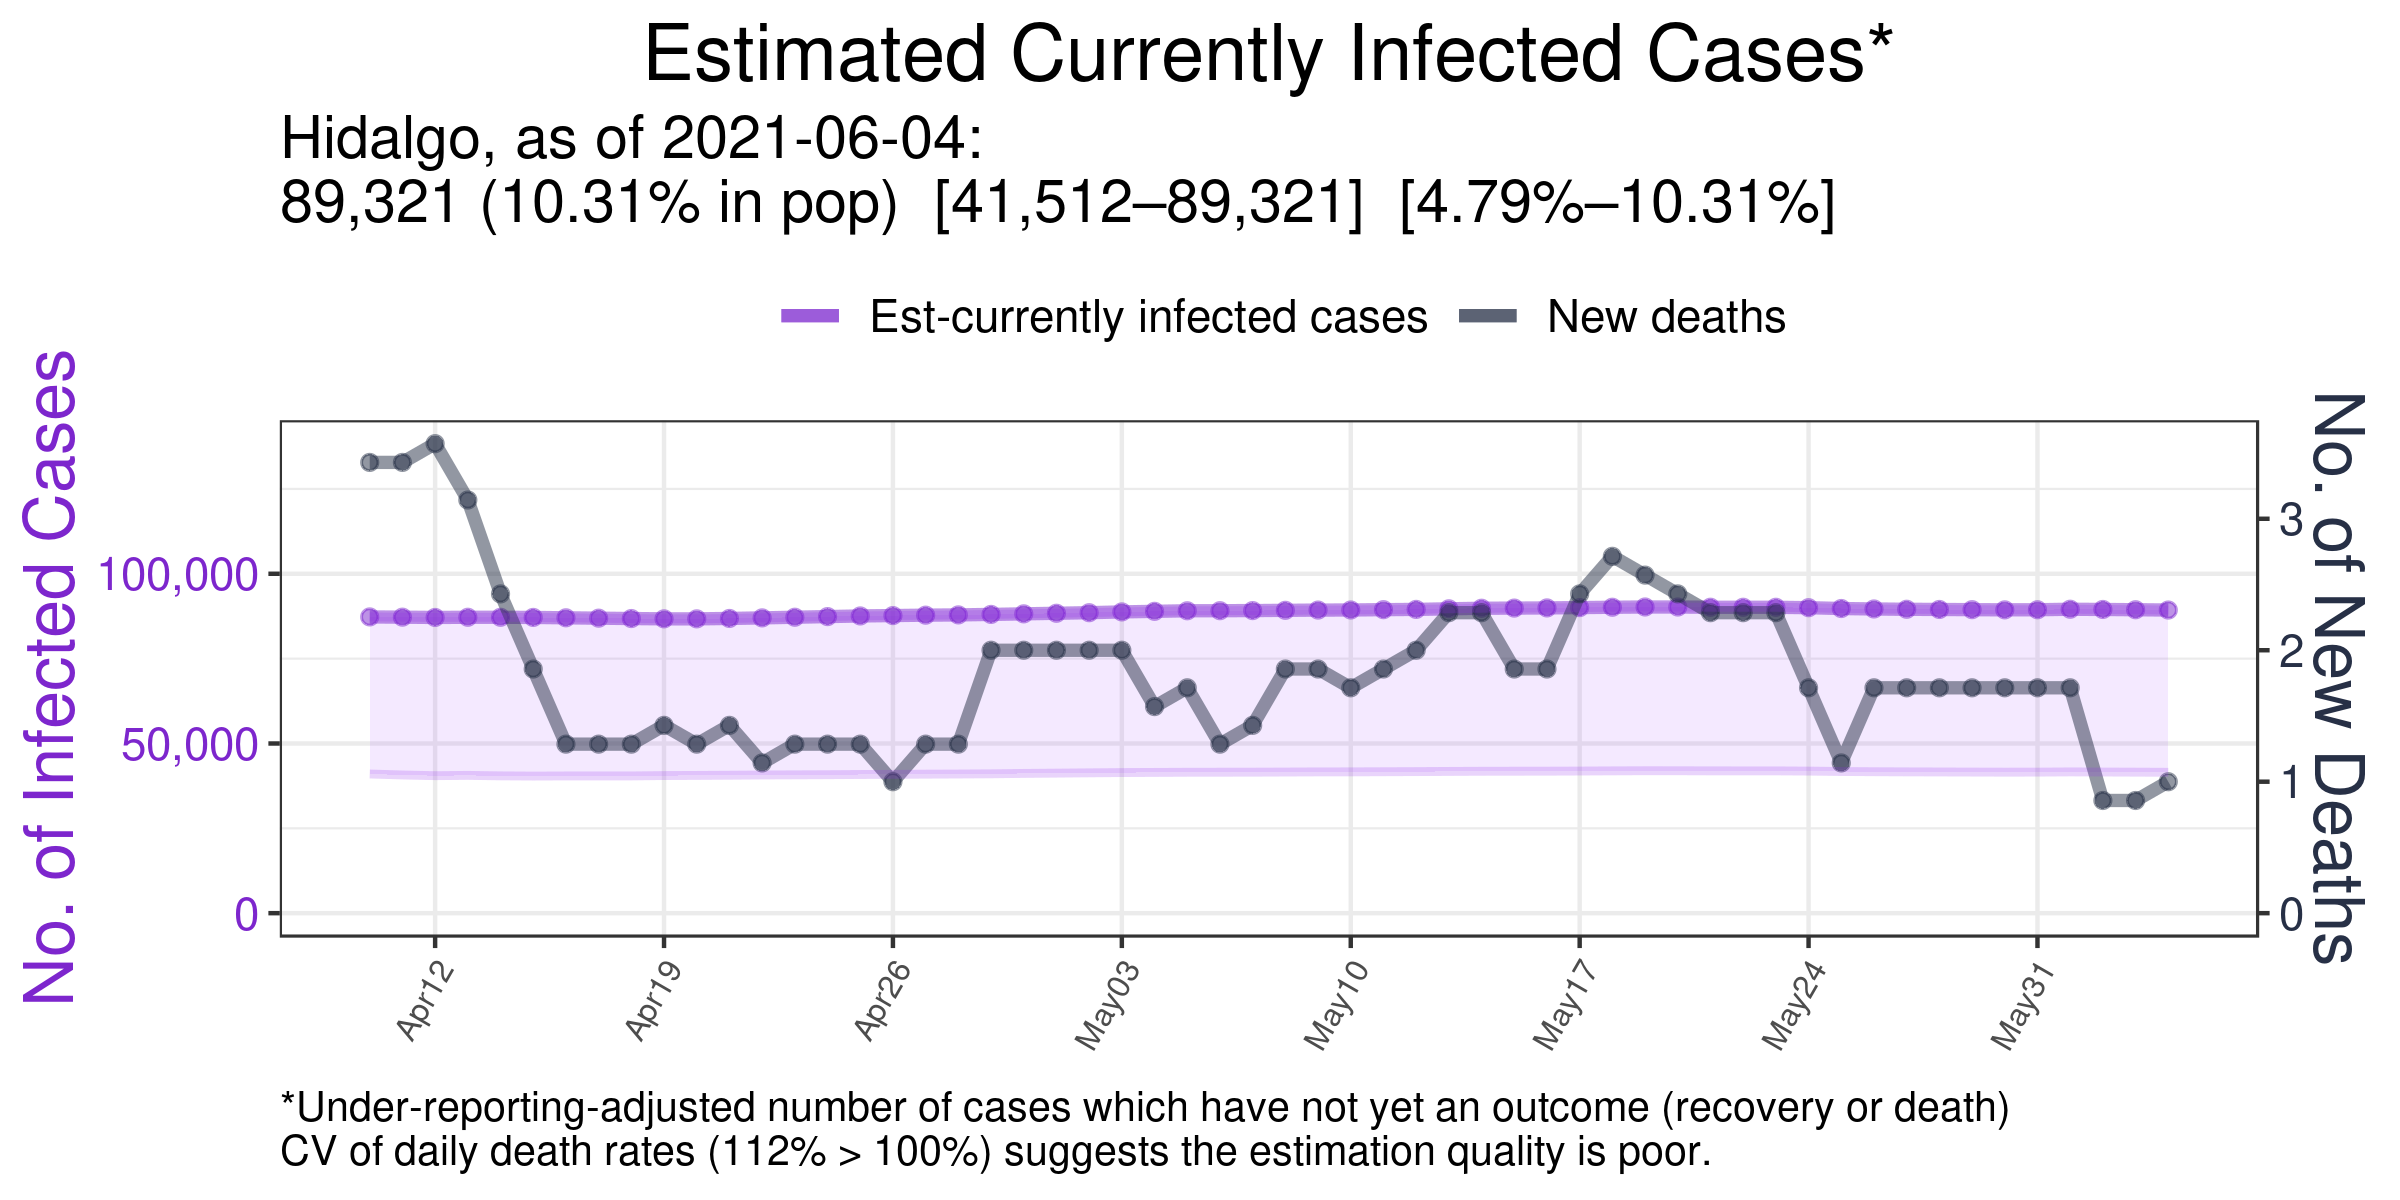 Estimated Currently Infected Cases*
Hidalgo, as of 2021-06-04:
89,321 (10.31% in pop)  [41,512–89,321]  [4.79%–10.31%]
Est-currently infected cases
New deaths
No. of Infected Cases
100,000
50,000
0
No. of New Deaths
3
2
1
0
Apr12
Apr19
Apr26
May03
May10
May17
May24
May31
*Under-reporting-adjusted number of cases which have not yet an outcome (recovery or death)
CV of daily death rates (112% > 100%) suggests the estimation quality is poor.